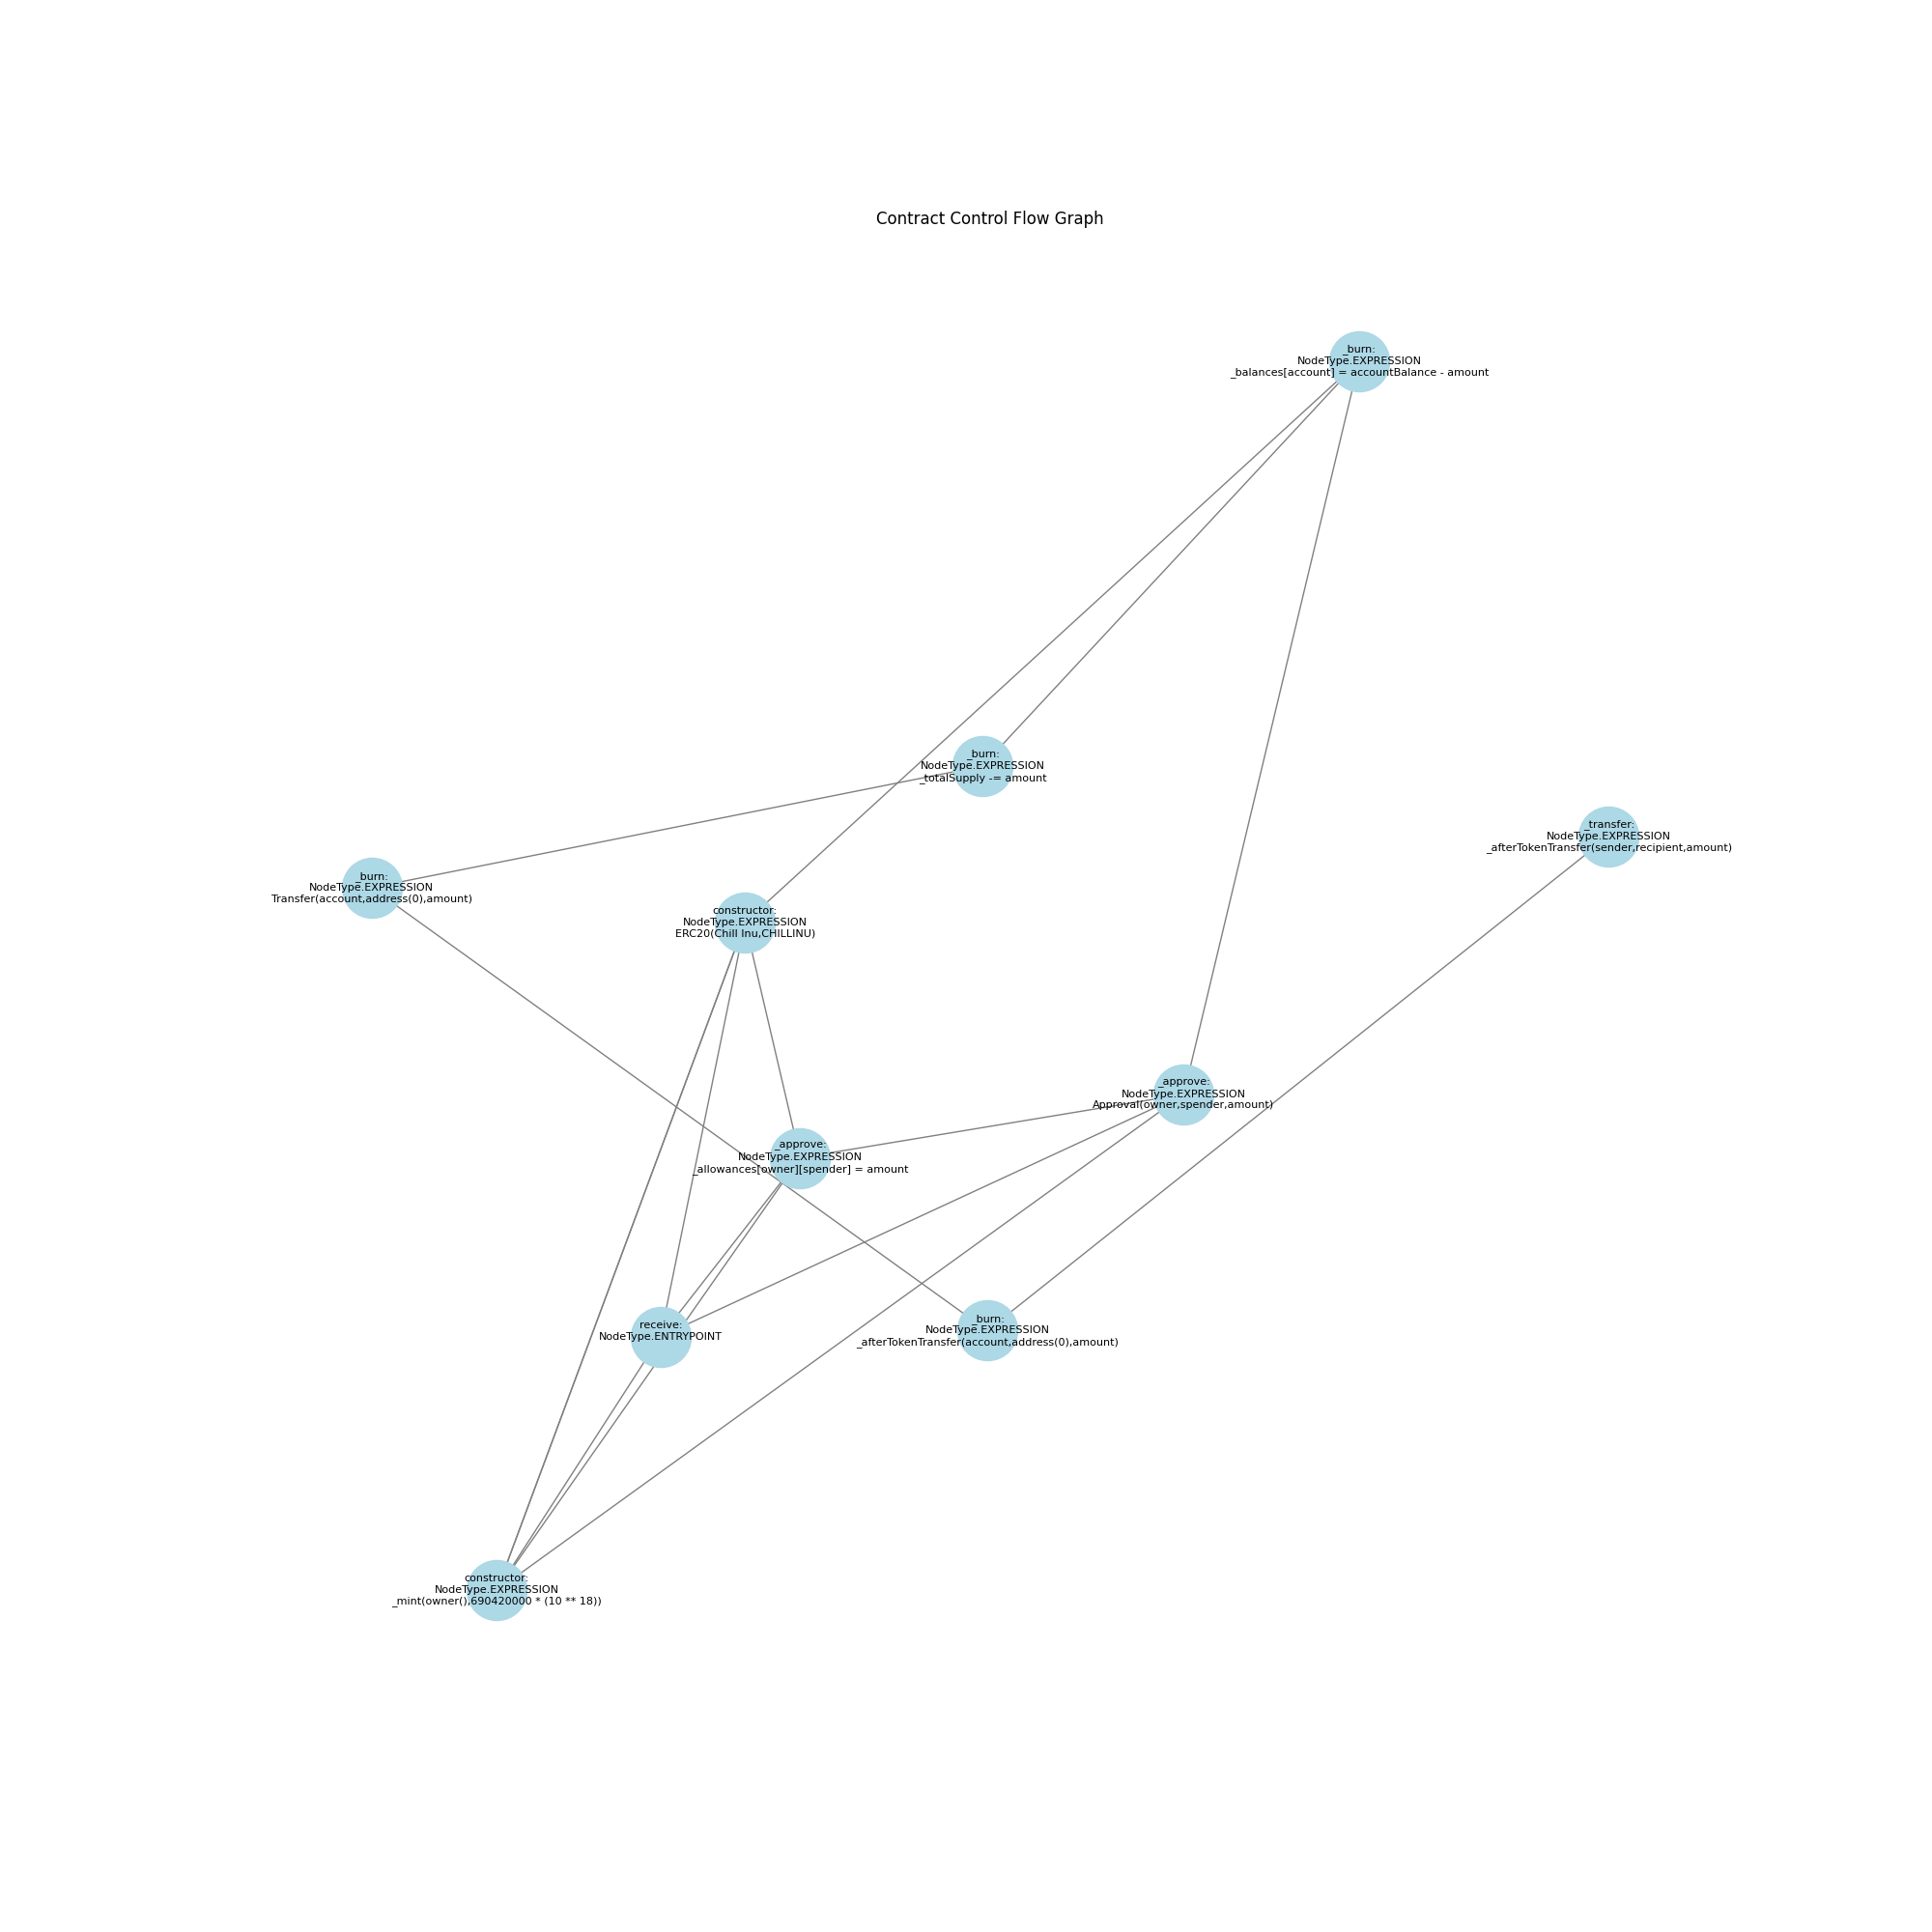 Contract Control Flow Graph
_burn:
NodeType.EXPRESSION
_balances[account] = accountBalance - amount
_burn:
NodeType.EXPRESSION
_totalSupply -= amount
_transfer:
NodeType.EXPRESSION
_afterTokenTransfer(sender,recipient,amount)
_burn:
NodeType.EXPRESSION
Transfer(account,address(0),amount)
constructor:
NodeType.EXPRESSION
ERC20(Chill Inu,CHILLINU)
_approve:
NodeType.EXPRESSION
Approval(owner,spender,amount)
_approve:
NodeType.EXPRESSION
_allowances[owner][spender] = amount
receive:
NodeType.ENTRYPOINT
_burn:
NodeType.EXPRESSION
_afterTokenTransfer(account,address(0),amount)
constructor:
NodeType.EXPRESSION
_mint(owner(),690420000 * (10 ** 18))